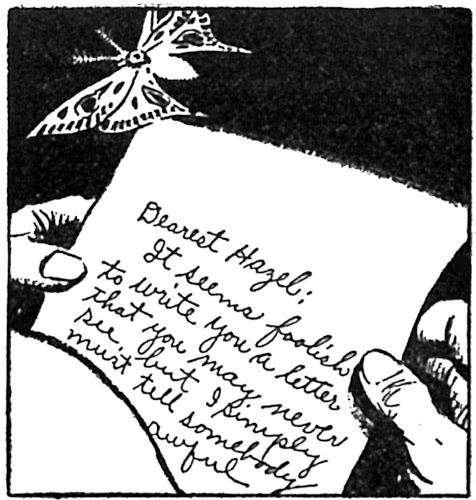 Dearest Hazel;
It seems foolish
to write you a letter
that you may never
see, but I simply
must tell somebody
awful